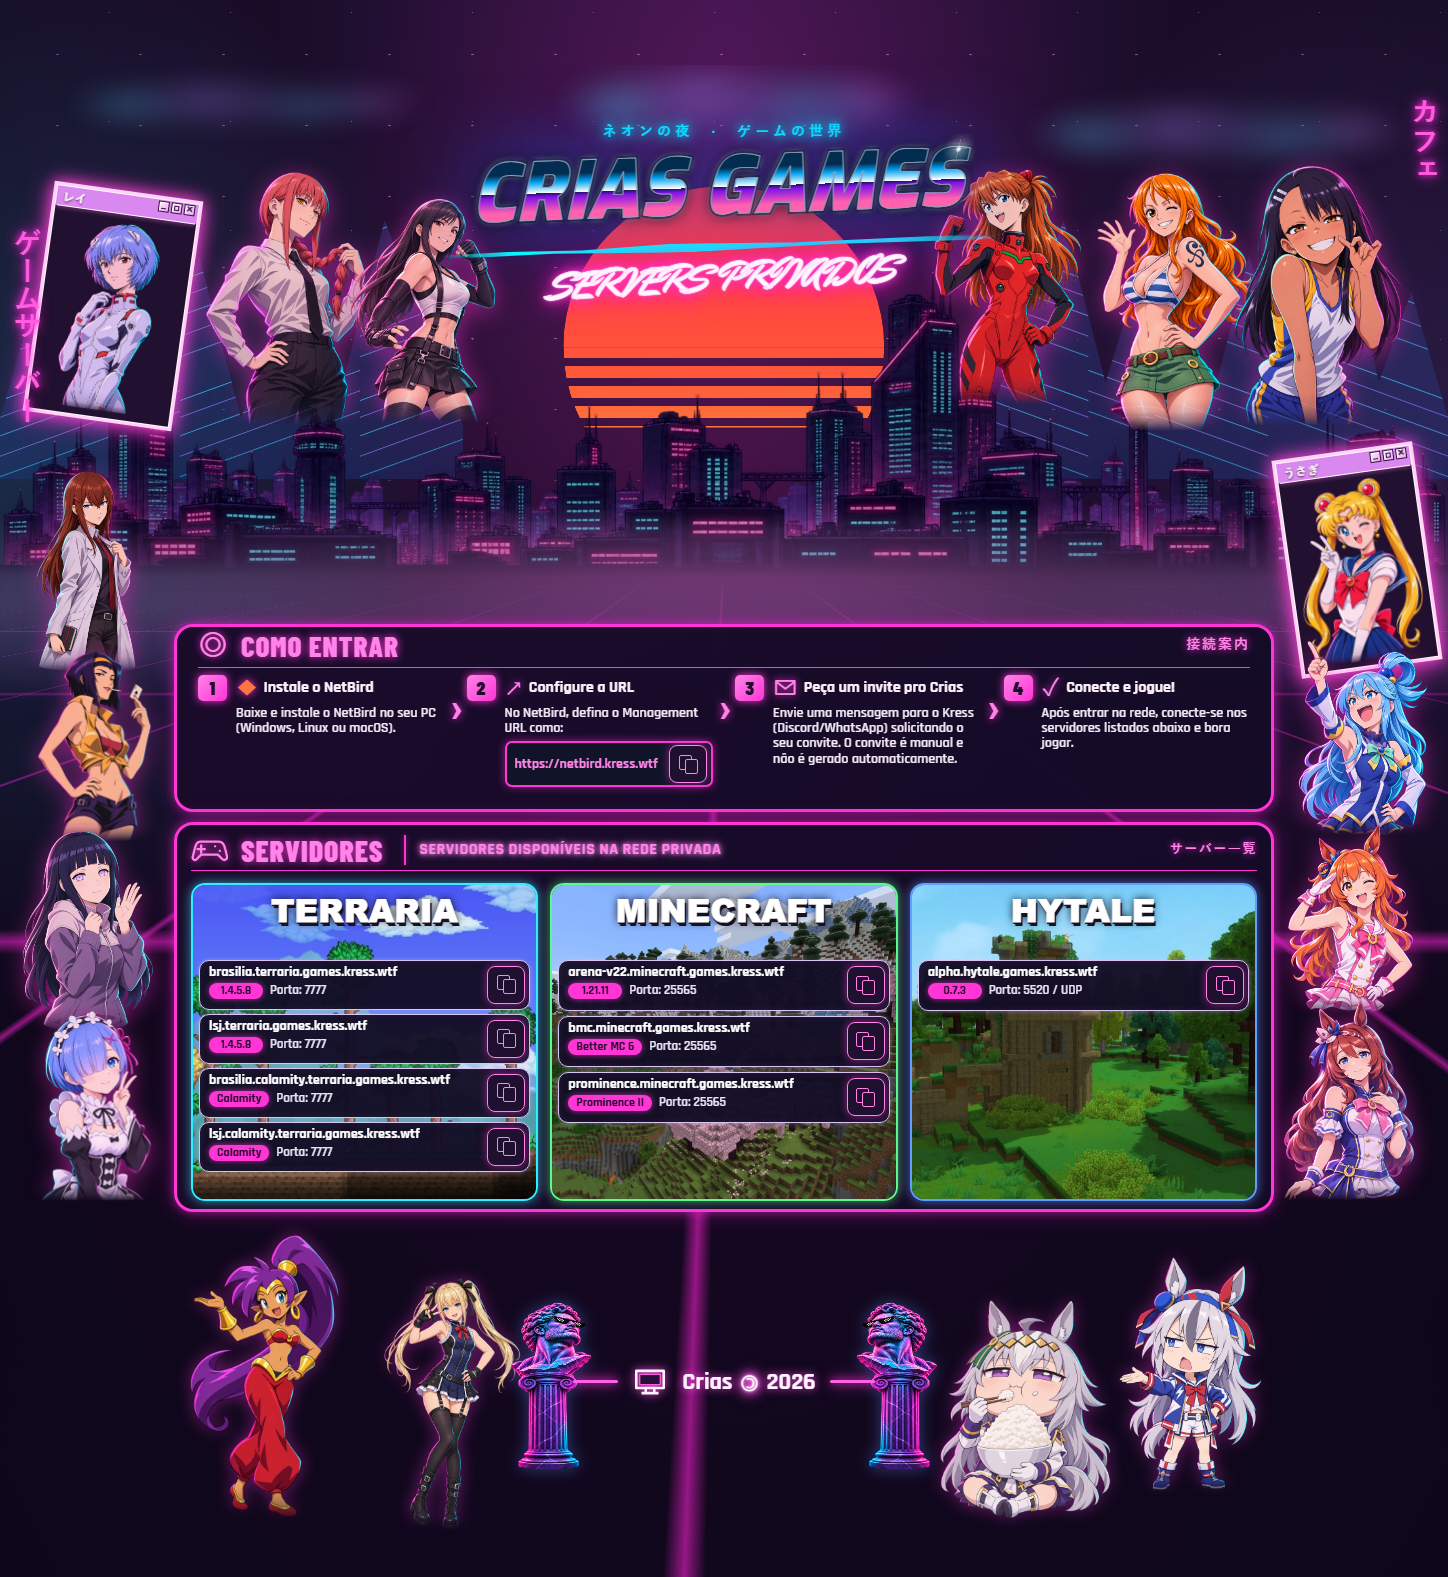 ネオンの夜 · ゲームの世界
CRIAS GAMES
SERVERS PRIVADOS
カフェ
ゲームサーバー
レイ
うさぎ
COMO ENTRAR
接続案内
1
Instale o NetBird
Baixe e instale o NetBird no seu PC
(Windows, Linux ou macOS).
2
Configure a URL
No NetBird, defina o Management
URL como:
https://netbird.kress.wtf
3
Peça um invite pro Crias
Envie uma mensagem para o Kress
(Discord/WhatsApp) solicitando o
seu convite. O convite é manual e
não é gerado automaticamente.
4
Conecte e jogue!
Após entrar na rede, conecte-se nos
servidores listados abaixo e bora
jogar.
SERVIDORES
SERVIDORES DISPONÍVEIS NA REDE PRIVADA
サーバー一覧
TERRARIA
brasilia.terraria.games.kress.wtf
1.4.5.8 Porta: 7777
lsj.terraria.games.kress.wtf
1.4.5.8 Porta: 7777
brasilia.calamity.terraria.games.kress.wtf
Calamity Porta: 7777
lsj.calamity.terraria.games.kress.wtf
Calamity Porta: 7777
MINECRAFT
arena-v22.minecraft.games.kress.wtf
1.21.11 Porta: 25565
bmc.minecraft.games.kress.wtf
Better MC 6 Porta: 25565
prominence.minecraft.games.kress.wtf
Prominence II Porta: 25565
HYTALE
alpha.hytale.games.kress.wtf
0.7.3 Porta: 5520 / UDP
Crias 2026